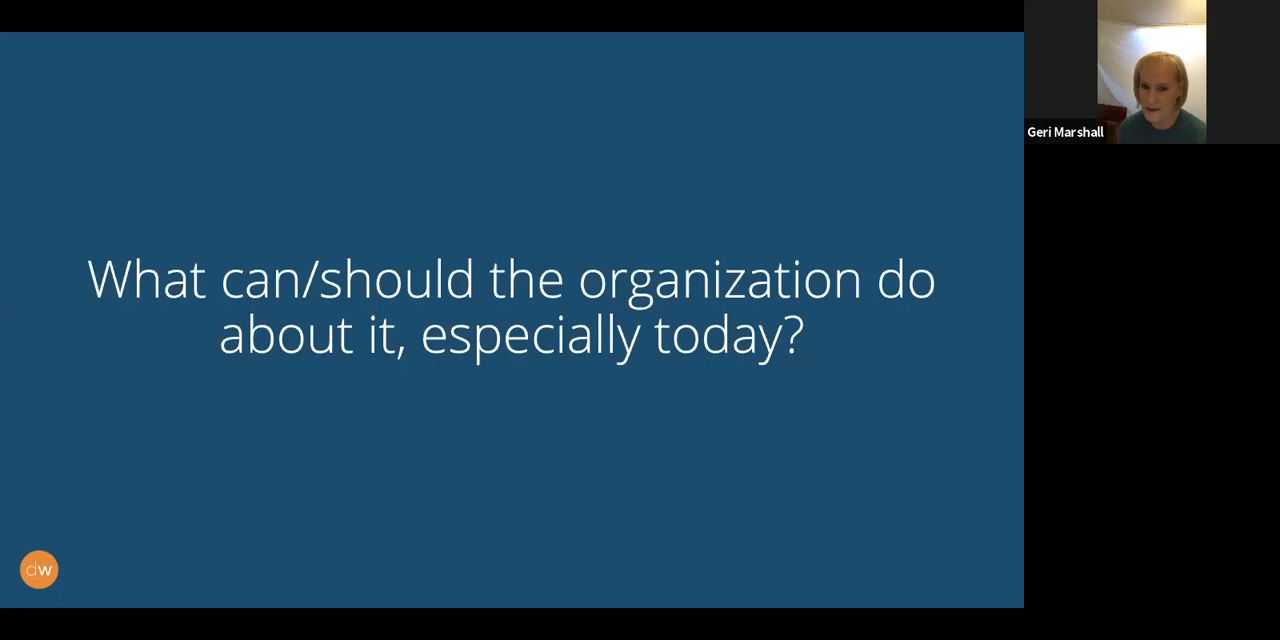 What can/should the organization do
about it, especially today?
dw
Geri Marshall